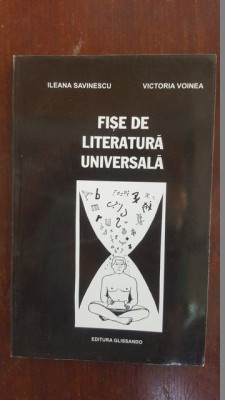 ILEANA SAVINESCU VICTORIA VOINEA
FIȘE DE
LITERATURĂ
UNIVERSALĂ
EDITURA GLISSANDO